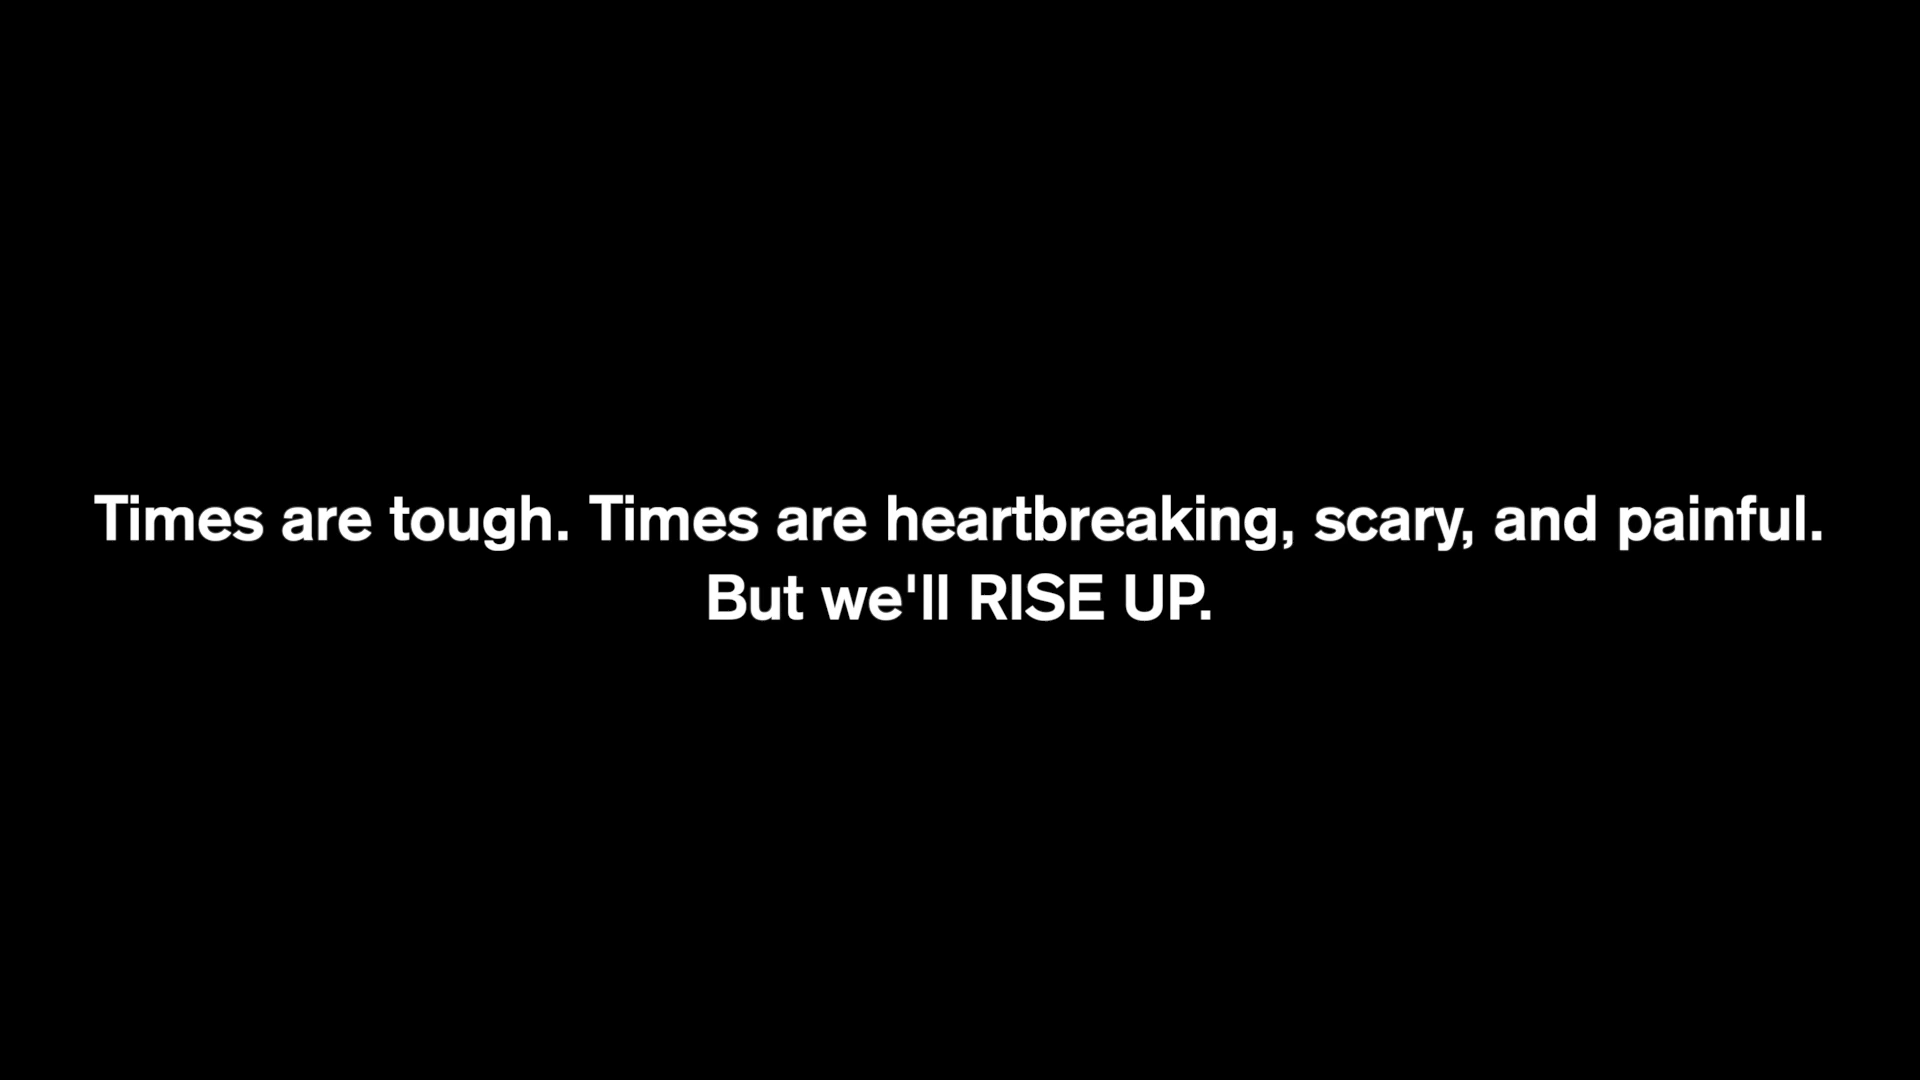 Times are tough. Times are heartbreaking, scary, and painful.
But we'll RISE UP.